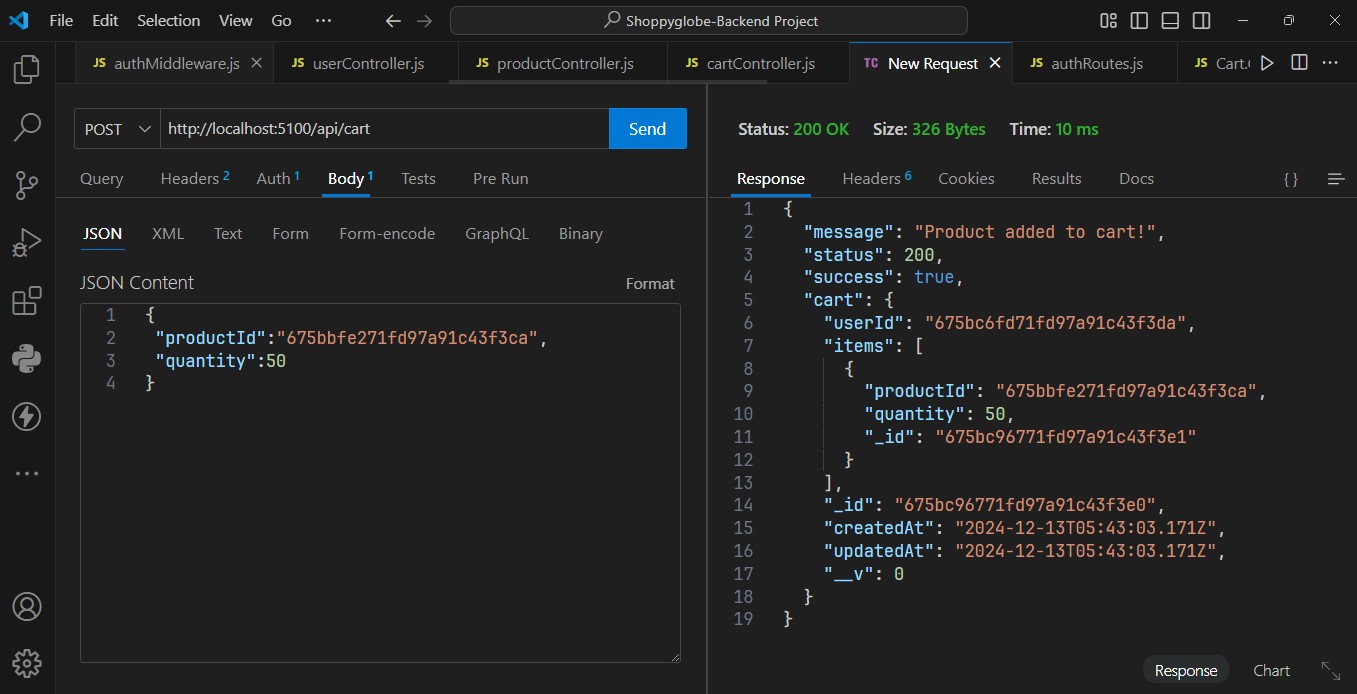 File Edit Selection View Go ··· Shoppyglobe-Backend Project
JS authMiddleware.js JS userController.js JS productController.js JS cartController.js TC New Request JS authRoutes.js JS Cart.
POST http://localhost:5100/api/cart Send
Query Headers 2 Auth 1 Body 1 Tests Pre Run
JSON XML Text Form Form-encode GraphQL Binary
JSON Content Format
1 {
2 "productId":"675bbfe271fd97a91c43f3ca",
3 "quantity":50
4 }
Status: 200 OK Size: 326 Bytes Time: 10 ms
Response Headers 6 Cookies Results Docs { }
1 {
2 "message": "Product added to cart!",
3 "status": 200,
4 "success": true,
5 "cart": {
6 "userId": "675bc6fd71fd97a91c43f3da",
7 "items": [
8 {
9 "productId": "675bbfe271fd97a91c43f3ca",
10 "quantity": 50,
11 "_id": "675bc96771fd97a91c43f3e1"
12 }
13 ],
14 "_id": "675bc96771fd97a91c43f3e0",
15 "createdAt": "2024-12-13T05:43:03.171Z",
16 "updatedAt": "2024-12-13T05:43:03.171Z",
17 "__v": 0
18 }
19 }
Response Chart